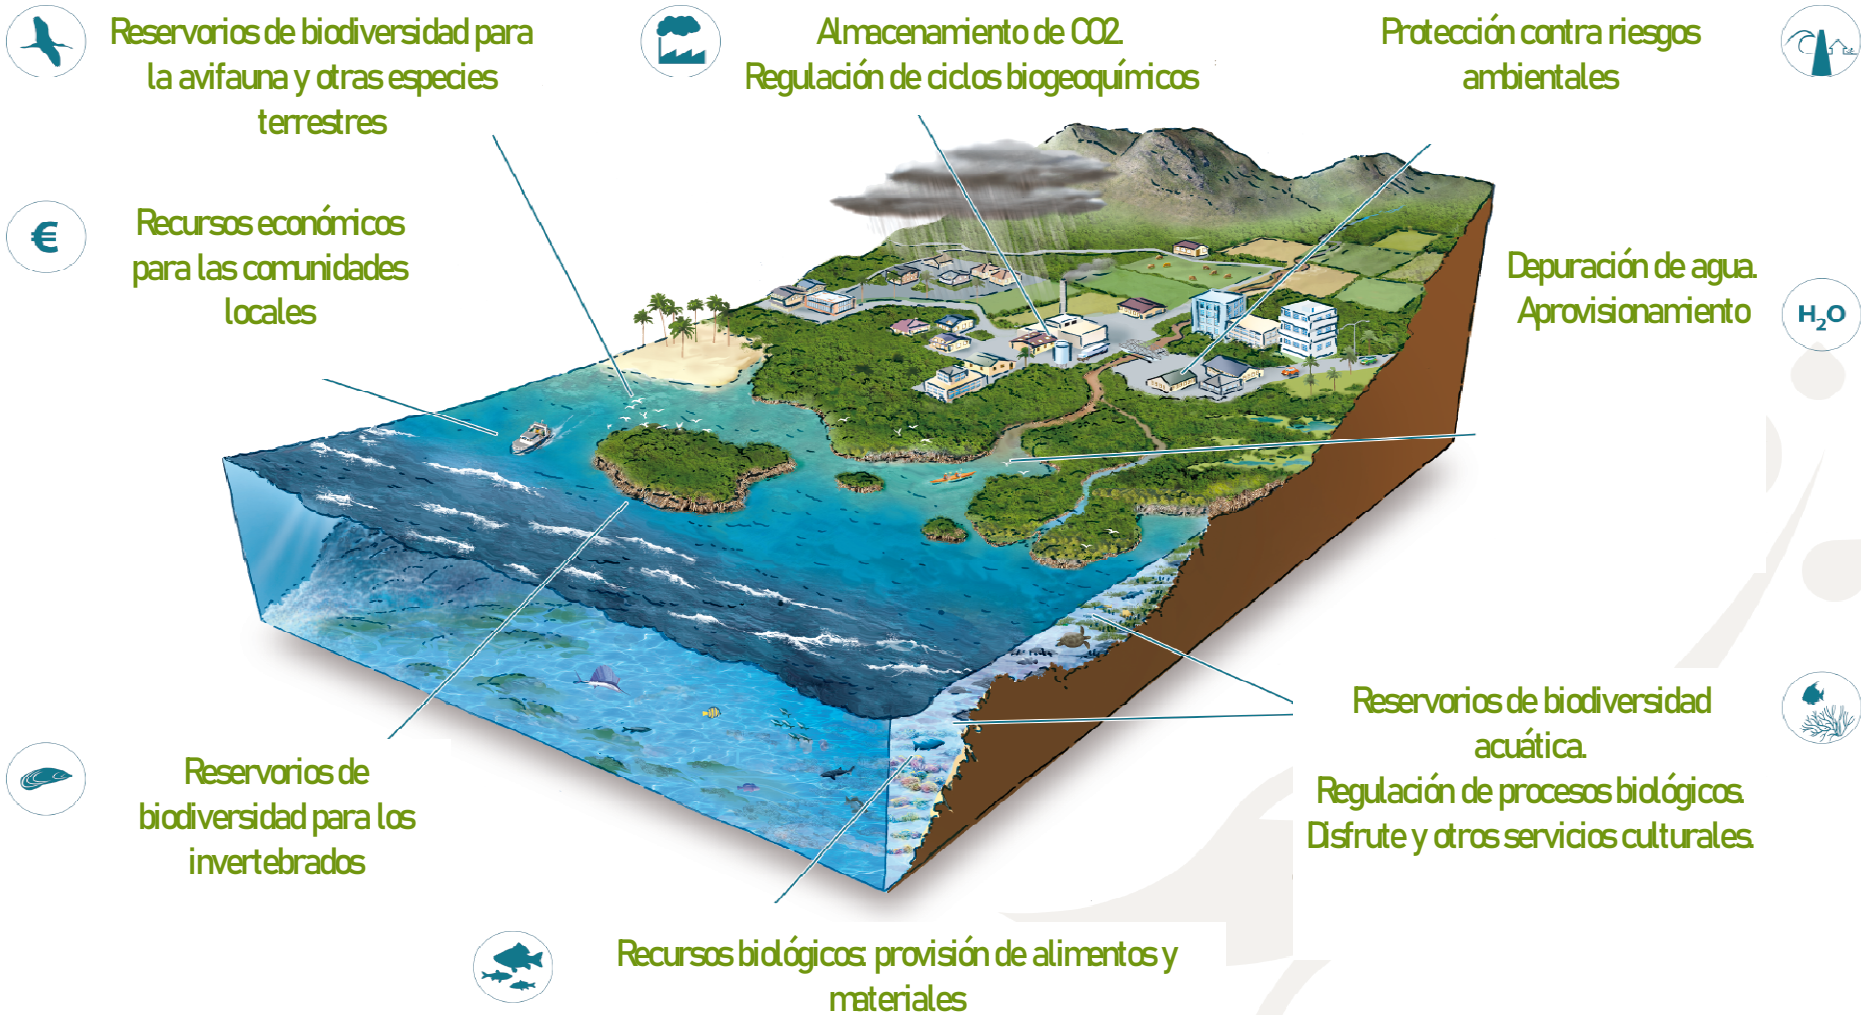 Reservorios de biodiversidad para
la avifauna y otras especies
terrestres
Almacenamiento de CO2.
Regulación de ciclos biogeoquímicos
Protección contra riesgos
ambientales
€
Recursos económicos
para las comunidades
locales
Depuración de agua.
Aprovisionamiento
H₂O
Reservorios de
biodiversidad para los
invertebrados
Reservorios de biodiversidad
acuática.
Regulación de procesos biológicos.
Disfrute y otros servicios culturales.
Recursos biológicos: provisión de alimentos y
materiales